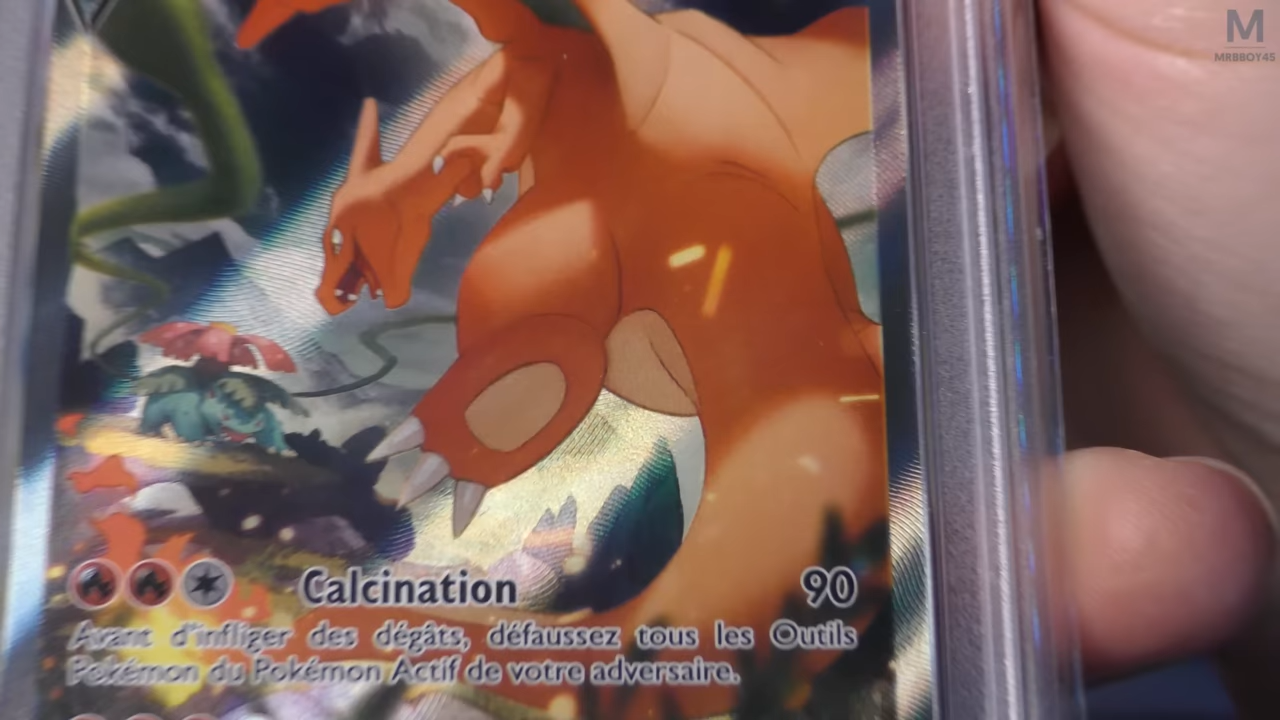 M
MRBBOY45
Calcination 90
Avant d'infliger des dégâts, défaussez tous les Outils
Pokémon du Pokémon Actif de votre adversaire.